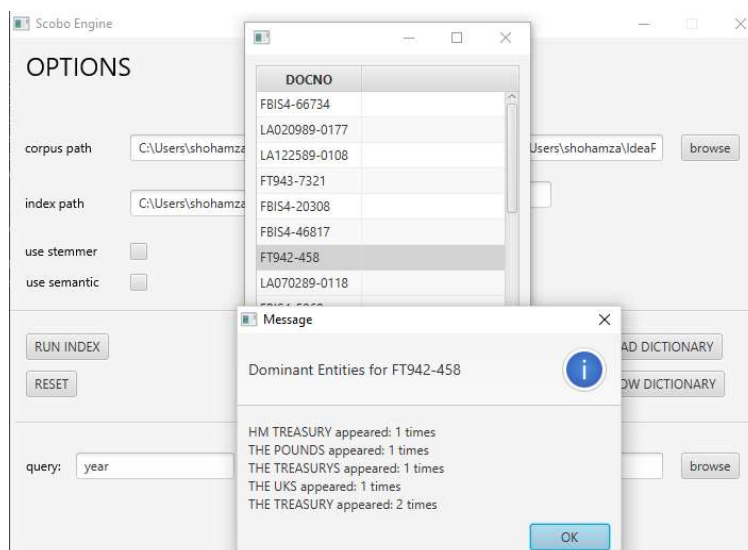 Scobo Engine
OPTIONS
DOCNO
FBIS4-66734
LA020989-0177
corpus path
C:\Users\shohamza
LA122589-0108
Users\shohamza\IdeaF
browse
FT943-7321
index path
C:\Users\shohamza
FBIS4-20308
FBIS4-46817
use stemmer
FT942-458
use semantic
LA070289-0118
Message
RUN INDEX
AD DICTIONARY
Dominant Entities for FT942-458
RESET
OW DICTIONARY
HM TREASURY appeared: 1 times
THE POUNDS appeared: 1 times
THE TREASURYS appeared: 1 times
THE UKS appeared: 1 times
THE TREASURY appeared: 2 times
query:
year
browse
OK